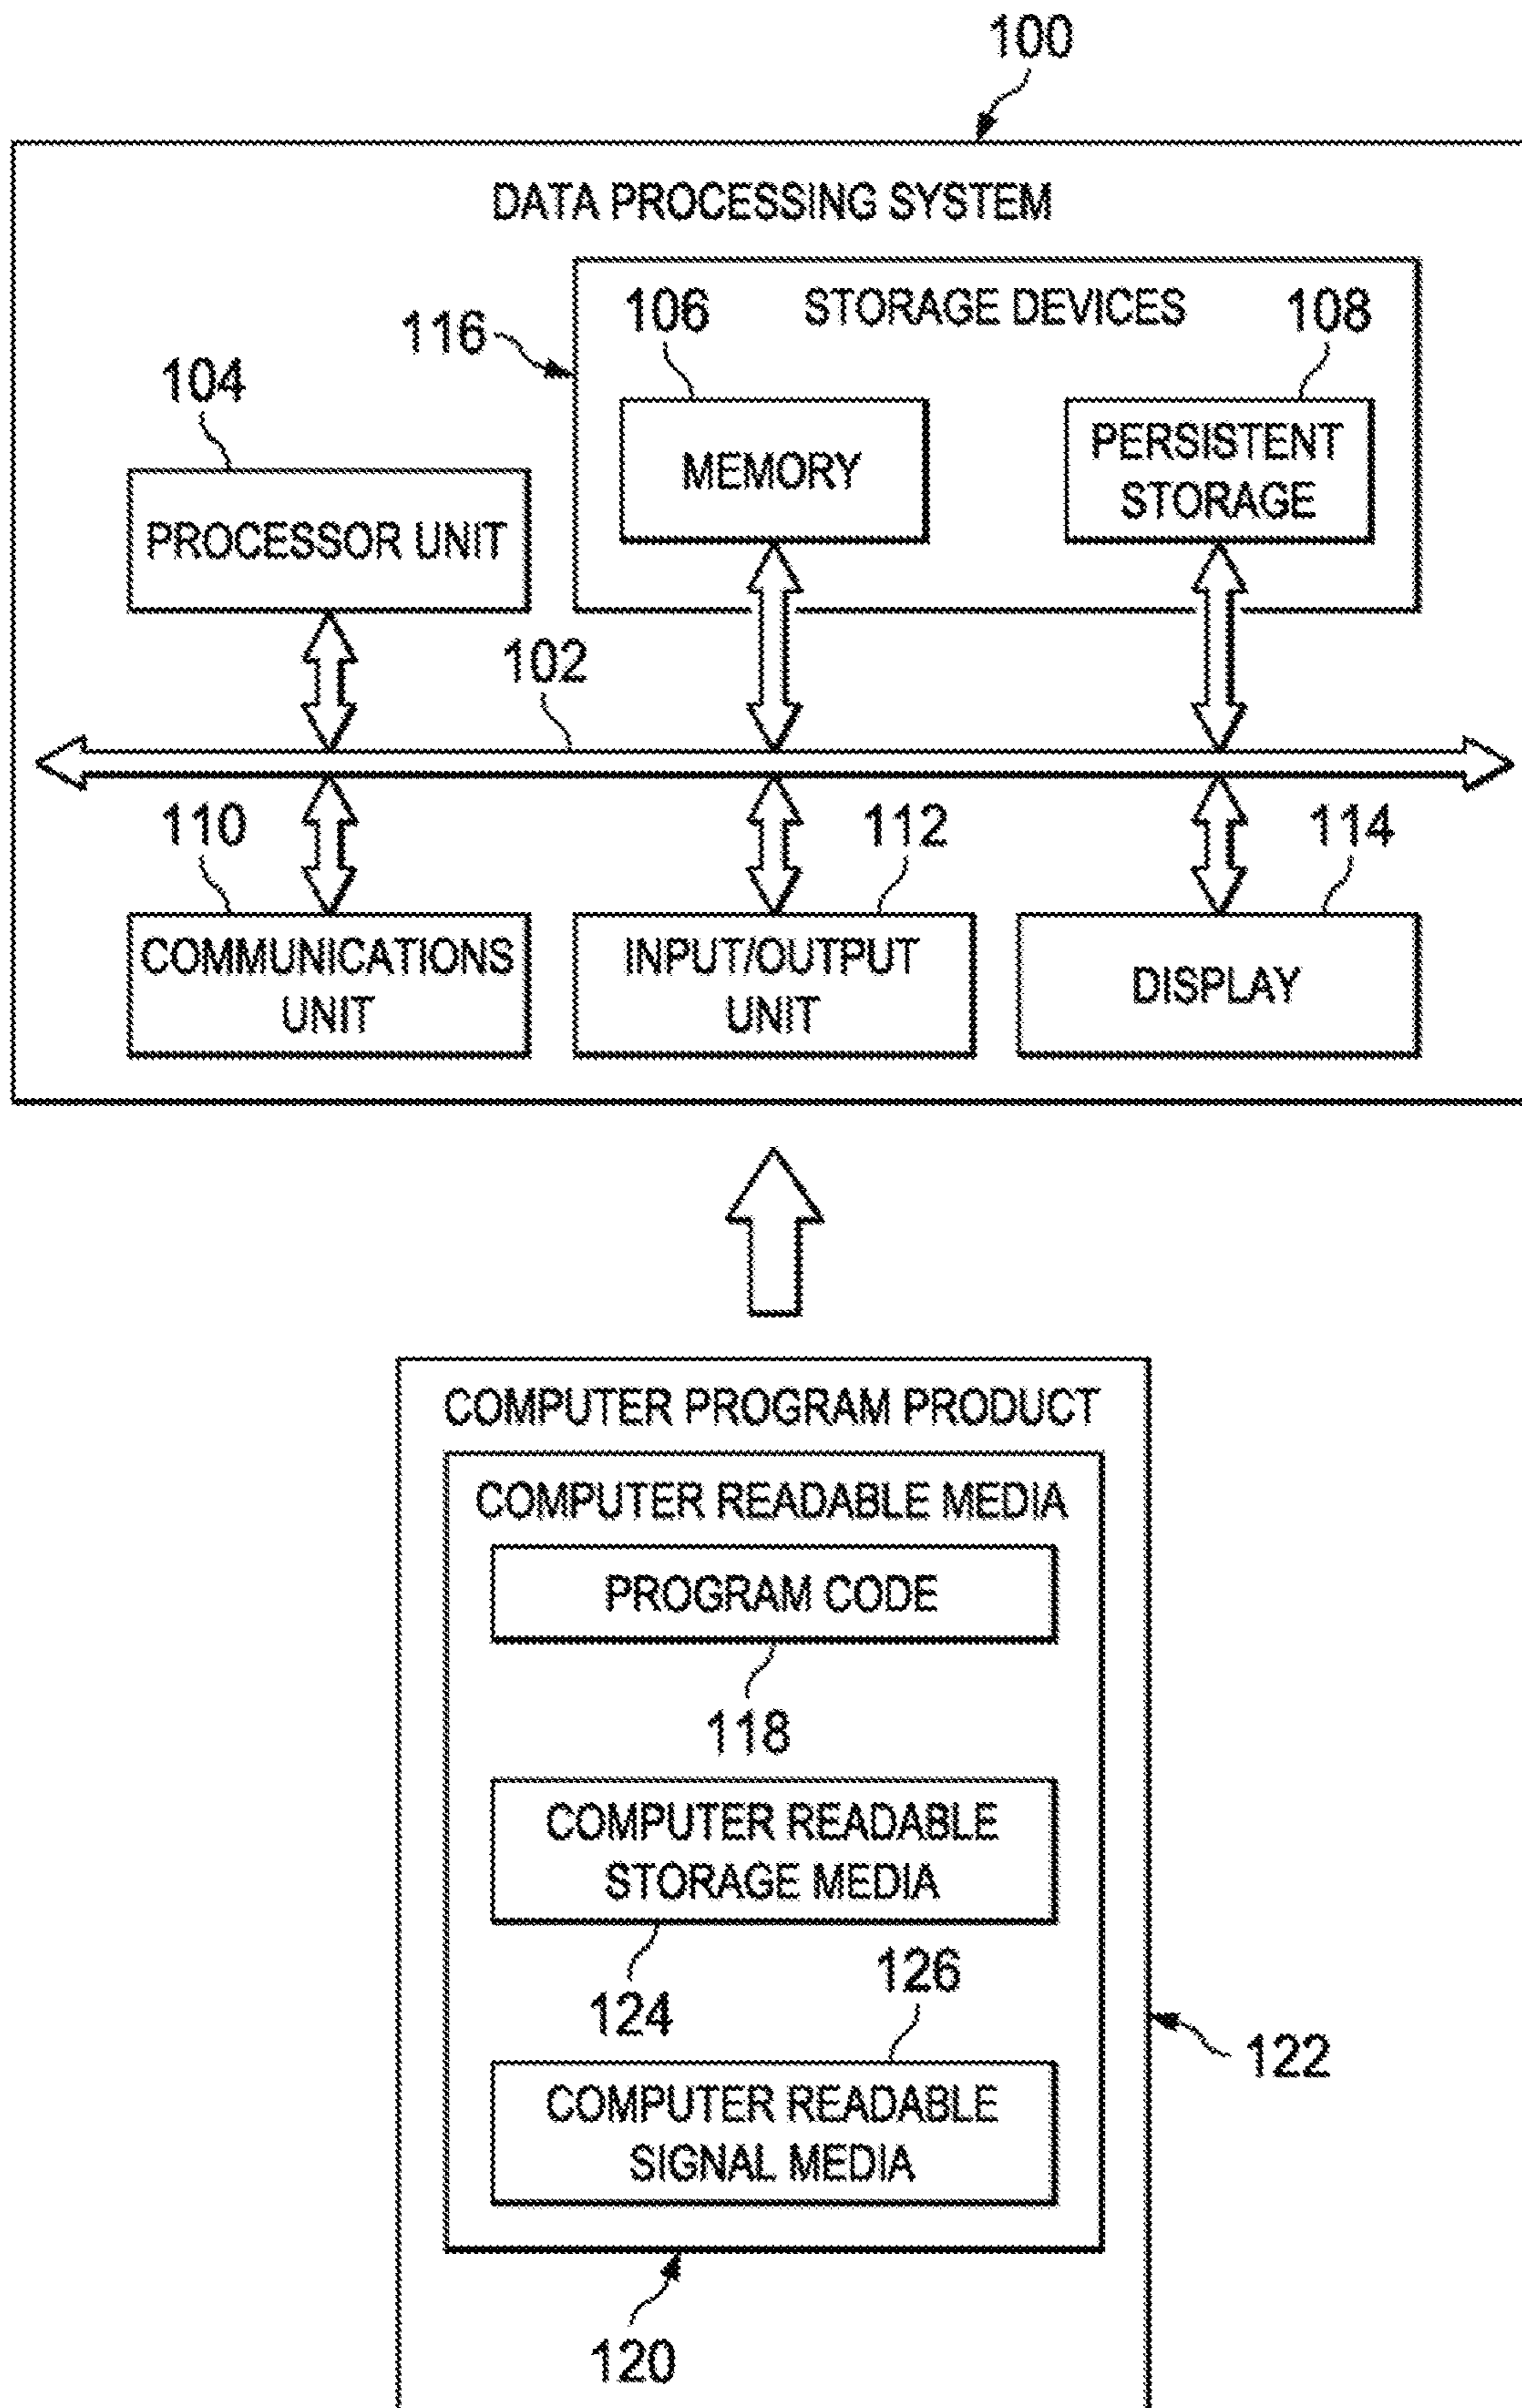 100
DATA PROCESSING SYSTEM
116
106
STORAGE DEVICES
108
104
MEMORY
PERSISTENT
STORAGE
PROCESSOR UNIT
102
110
112
114
COMMUNICATIONS
UNIT
INPUT/OUTPUT
UNIT
DISPLAY
COMPUTER PROGRAM PRODUCT
COMPUTER READABLE MEDIA
PROGRAM CODE
118
COMPUTER READABLE
STORAGE MEDIA
124
126
COMPUTER READABLE
SIGNAL MEDIA
122
120